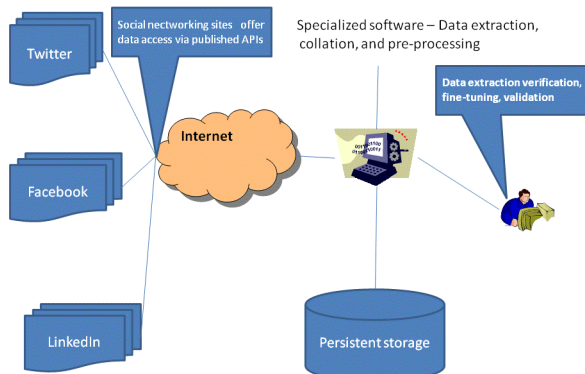 Twitter
Social nectworking sites offer
data access via published APIs
Specialized software – Data extraction,
collation, and pre-processing
Data extraction verification,
fine-tuning, validation
Internet
Facebook
LinkedIn
Persistent storage